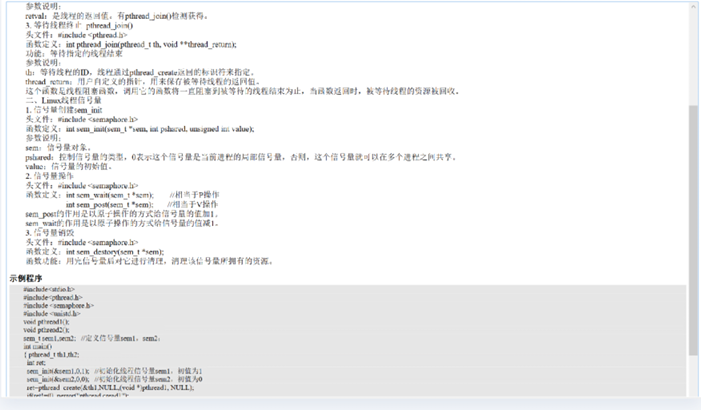 参数说明：
retval：是线程的返回值，有pthread_join()检测获得。
3. 等待线程终止 pthread_join()
头文件：#include <pthread.h>
函数定义：int pthread_join(pthread_t th, void **thread_return);
功能：等待指定的线程结束
参数说明：
th：等待线程的ID，线程通过pthread_create返回的标识符来指定。
thread_return：用户自定义的指针，用来保存被等待线程的返回值。
这个函数是线程阻塞函数，调用它的函数将一直阻塞到被等待的线程结束为止，当函数返回时，被等待线程的资源被回收。
二、Linux线程信号量
1. 信号量创建sem_init
头文件：#include <semaphore.h>
函数定义：int sem_init(sem_t *sem, int pshared, unsigned int value);
参数说明：
sem：信号量对象。
pshared：控制信号量的类型，0表示这个信号量是当前进程的局部信号量，否则，这个信号量就可以在多个进程之间共享。
value：信号量的初始值。
2. 信号量操作
头文件：#include <semaphore.h>
函数定义：int sem_wait(sem_t *sem); //相当于P操作
int sem_post(sem_t *sem); //相当于V操作
sem_post的作用是以原子操作的方式给信号量的值加1。
sem_wait的作用是以原子操作的方式给信号量的值减1。
3. 信号量销毁
头文件：#include <semaphore.h>
函数定义：int sem_destory(sem_t *sem);
函数功能：用完信号量后对它进行清理，清理该信号量所拥有的资源。
示例程序
#include<stdio.h>
#include<pthread.h>
#include <semaphore.h>
#include <unistd.h>
void pthread1();
void pthread2();
sem_t sem1,sem2; //定义信号量sem1，sem2；
int main()
{ pthread_t th1,th2;
int ret;
sem_init(&sem1,0,1); //初始化线程信号量sem1，初值为1
sem_init(&sem2,0,0); //初始化线程信号量sem2，初值为0
ret=pthread_create(&th1,NULL,(void *)pthread1, NULL);